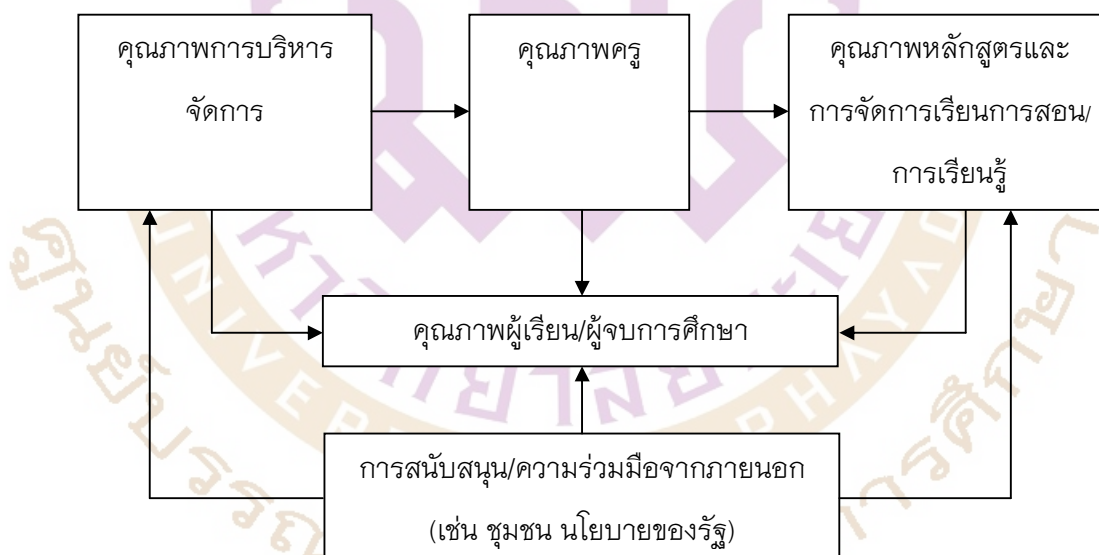 คุณภาพการบริหาร
จัดการ
คุณภาพครู
คุณภาพหลักสูตรและ
การจัดการเรียนการสอน/
การเรียนรู้
คุณภาพผู้เรียน/ผู้จบการศึกษา
การสนับสนุน/ความร่วมมือจากภายนอก
(เช่น ชุมชน นโยบายของรัฐ)